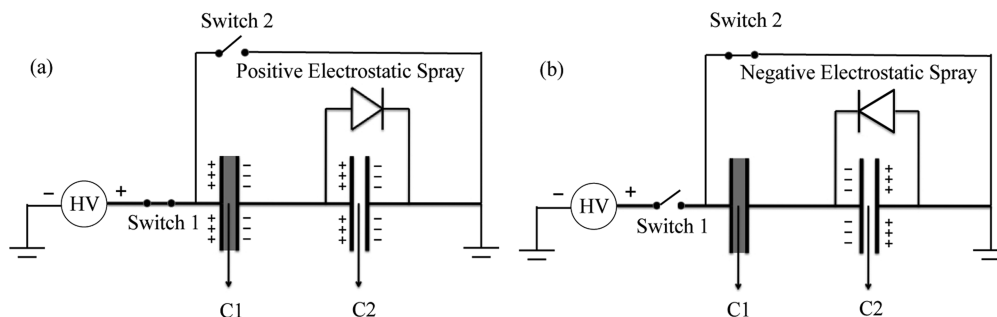 Switch 2
(a)
Positive Electrostatic Spray
+ + + − − − + + + − − −
− HV +
Switch 1
+ + + − − − + + + − − −
C1 C2
Switch 2
(b)
Negative Electrostatic Spray
− − + + +
− HV +
Switch 1
− − − + + +
C1 C2